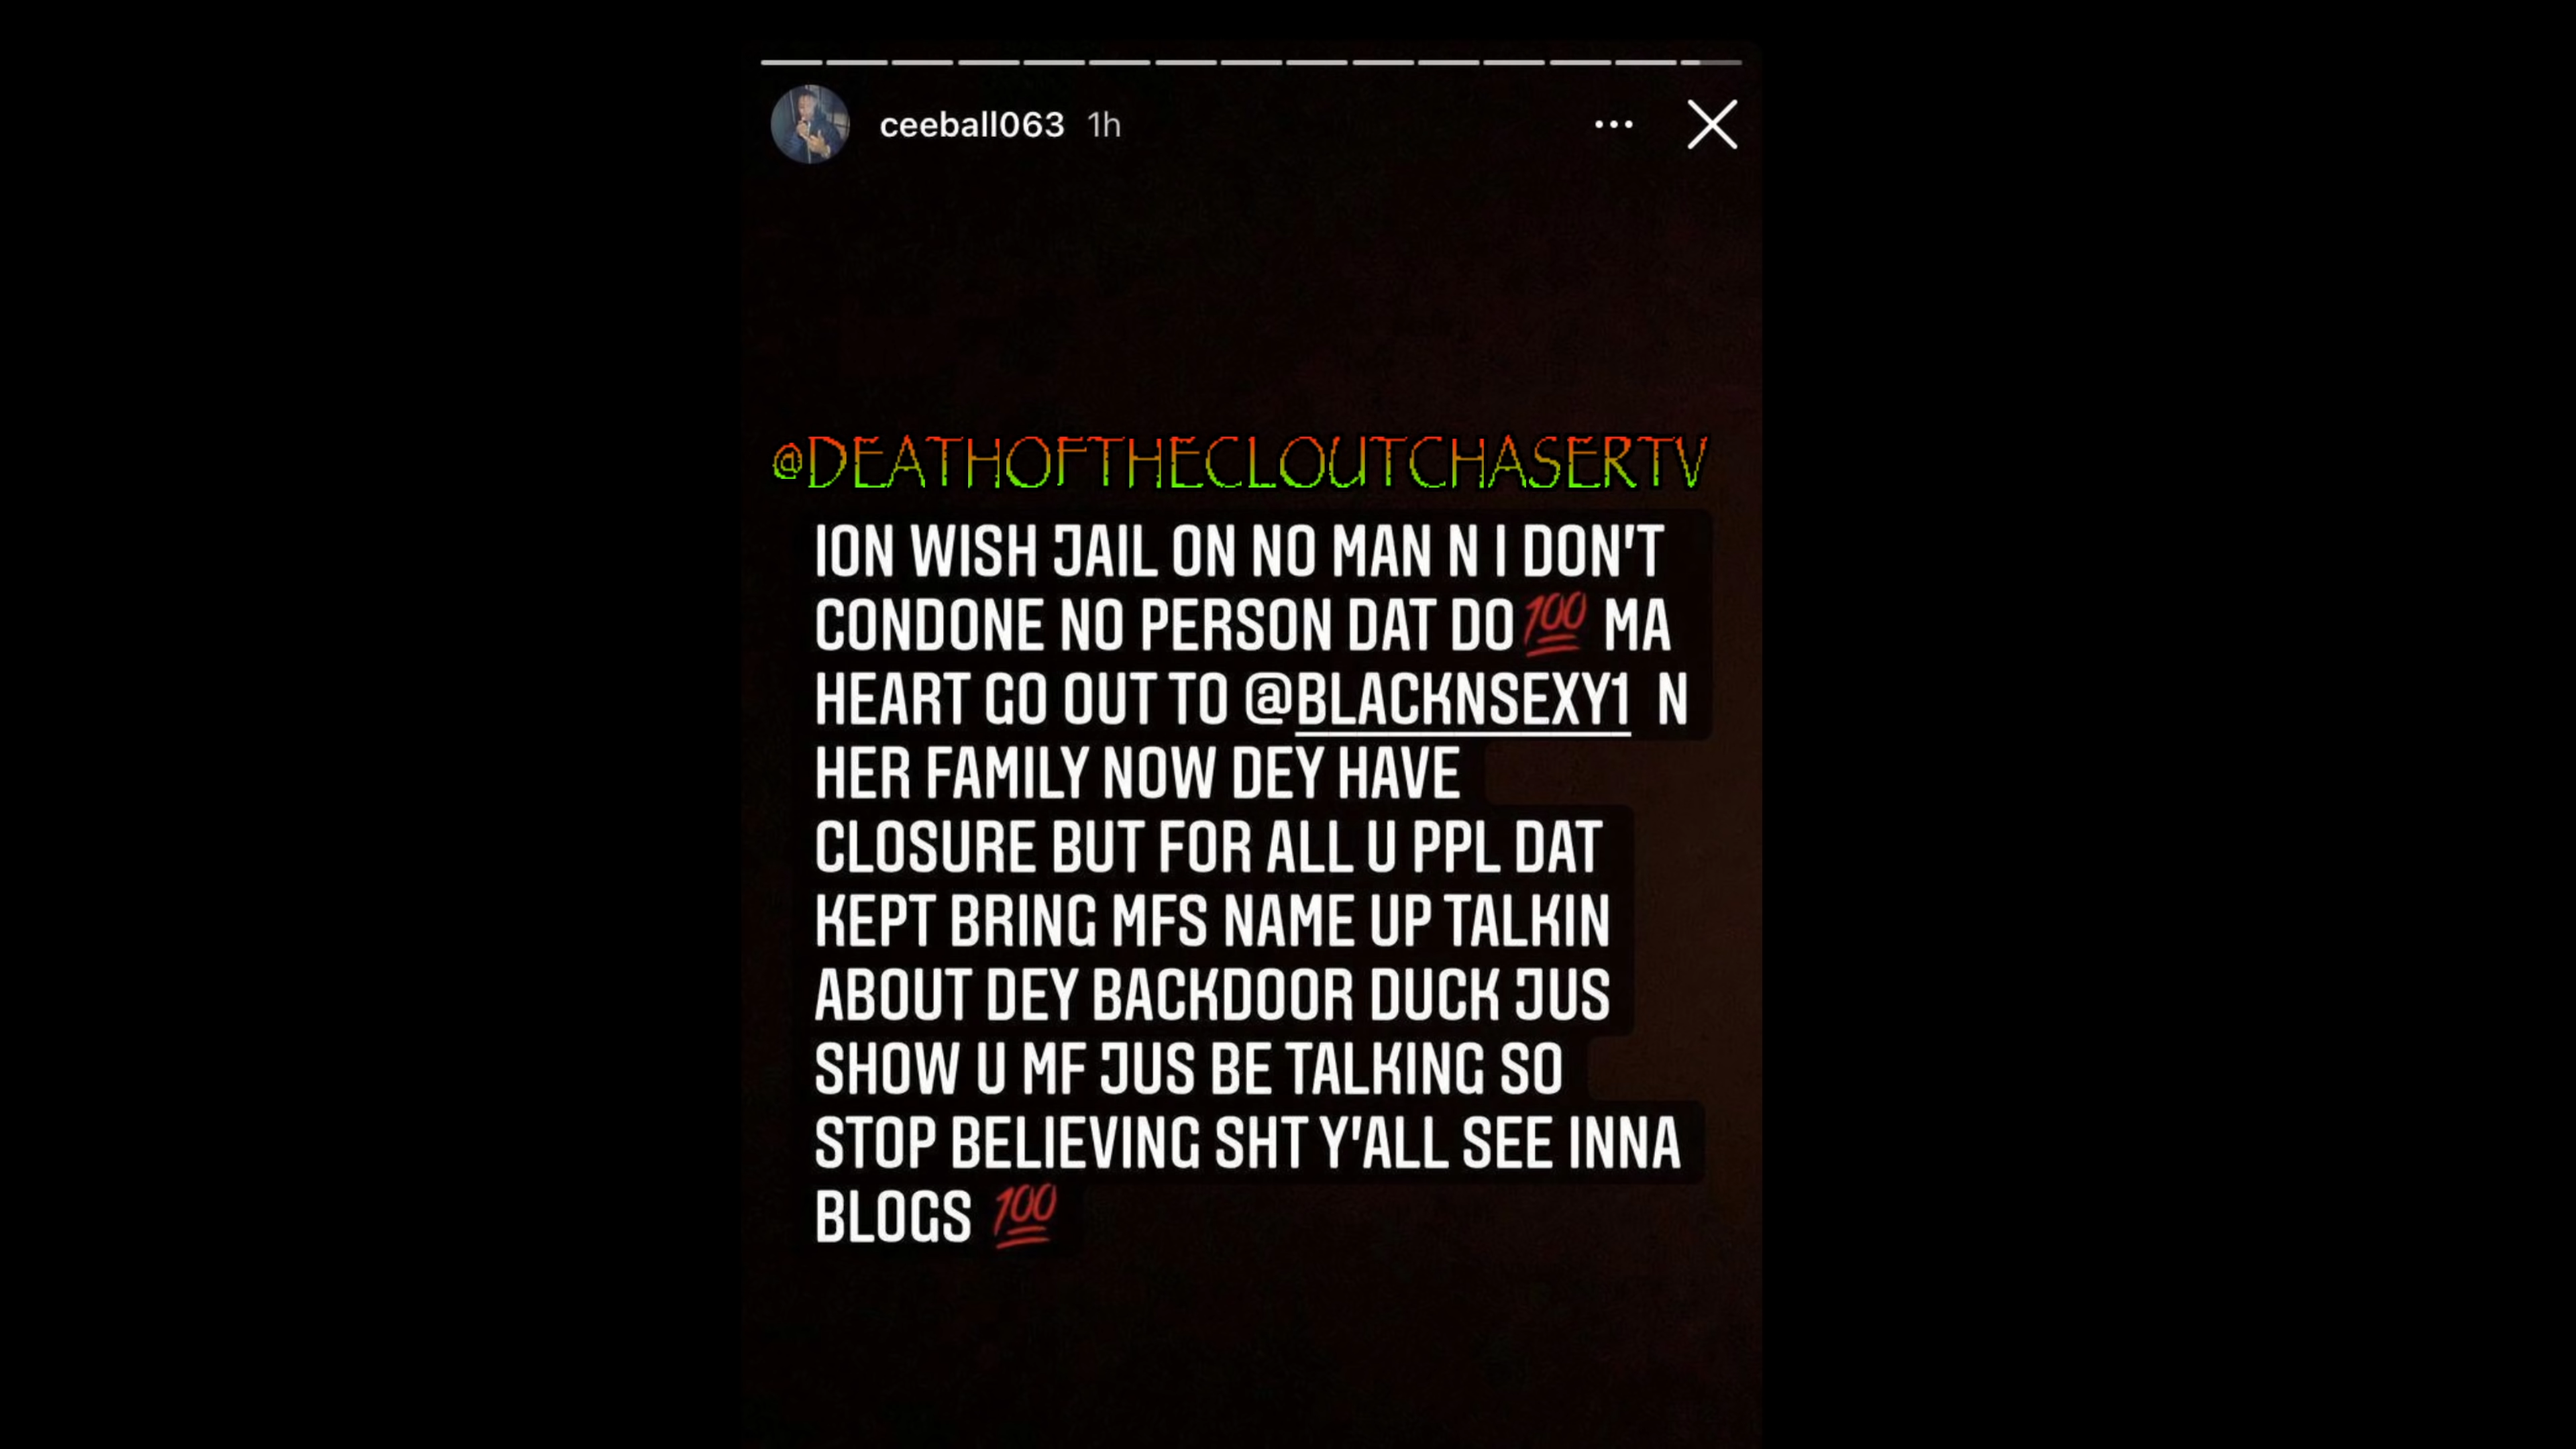 ceeball063 1h
@DEATHOFTHECLOUTCHASERTV
ION WISH JAIL ON NO MAN N I DON'T
CONDONE NO PERSON DAT DO💯 MA
HEART GO OUT TO @BLACKNSEXY1 N
HER FAMILY NOW DEY HAVE
CLOSURE BUT FOR ALL U PPL DAT
KEPT BRING MFS NAME UP TALKIN
ABOUT DEY BACKDOOR DUCK JUS
SHOW U MF JUS BE TALKING SO
STOP BELIEVING SHT Y'ALL SEE INNA
BLOGS 💯